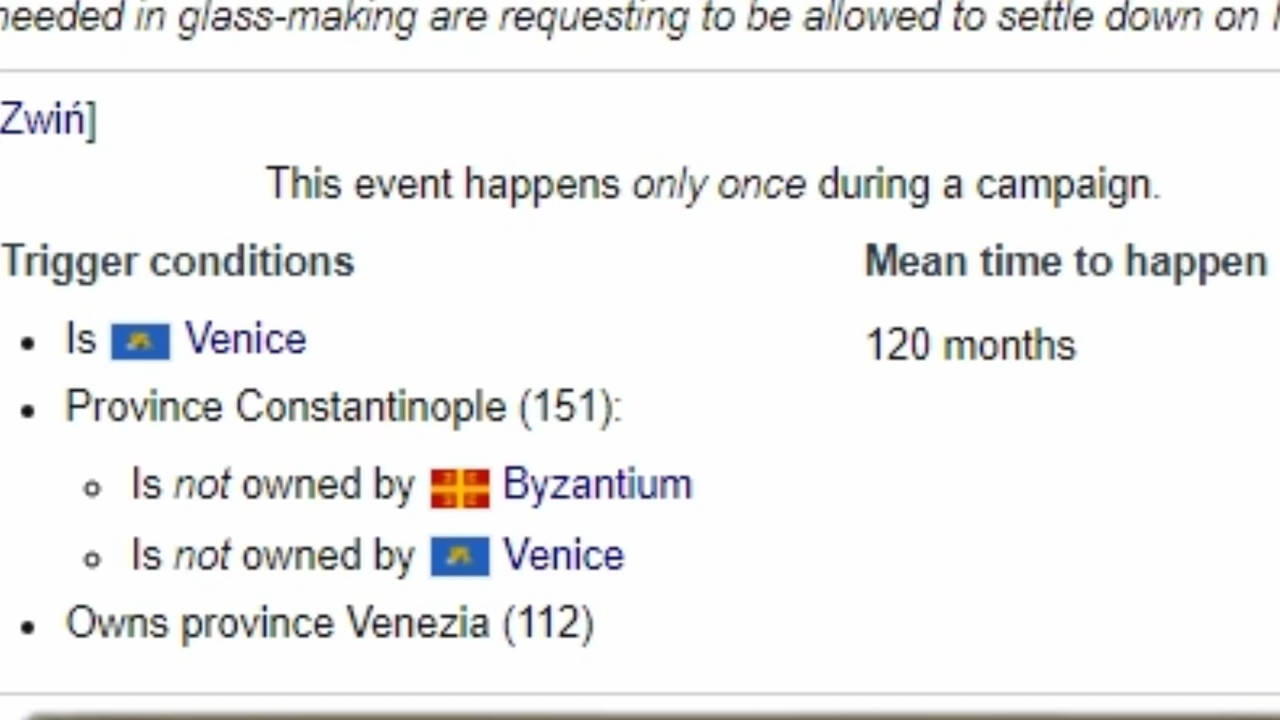 needed in glass-making are requesting to be allowed to settle down on
Zwiń]
This event happens only once during a campaign.
Trigger conditions
Mean time to happen
Is Venice
120 months
Province Constantinople (151):
Is not owned by Byzantium
Is not owned by Venice
Owns province Venezia (112)